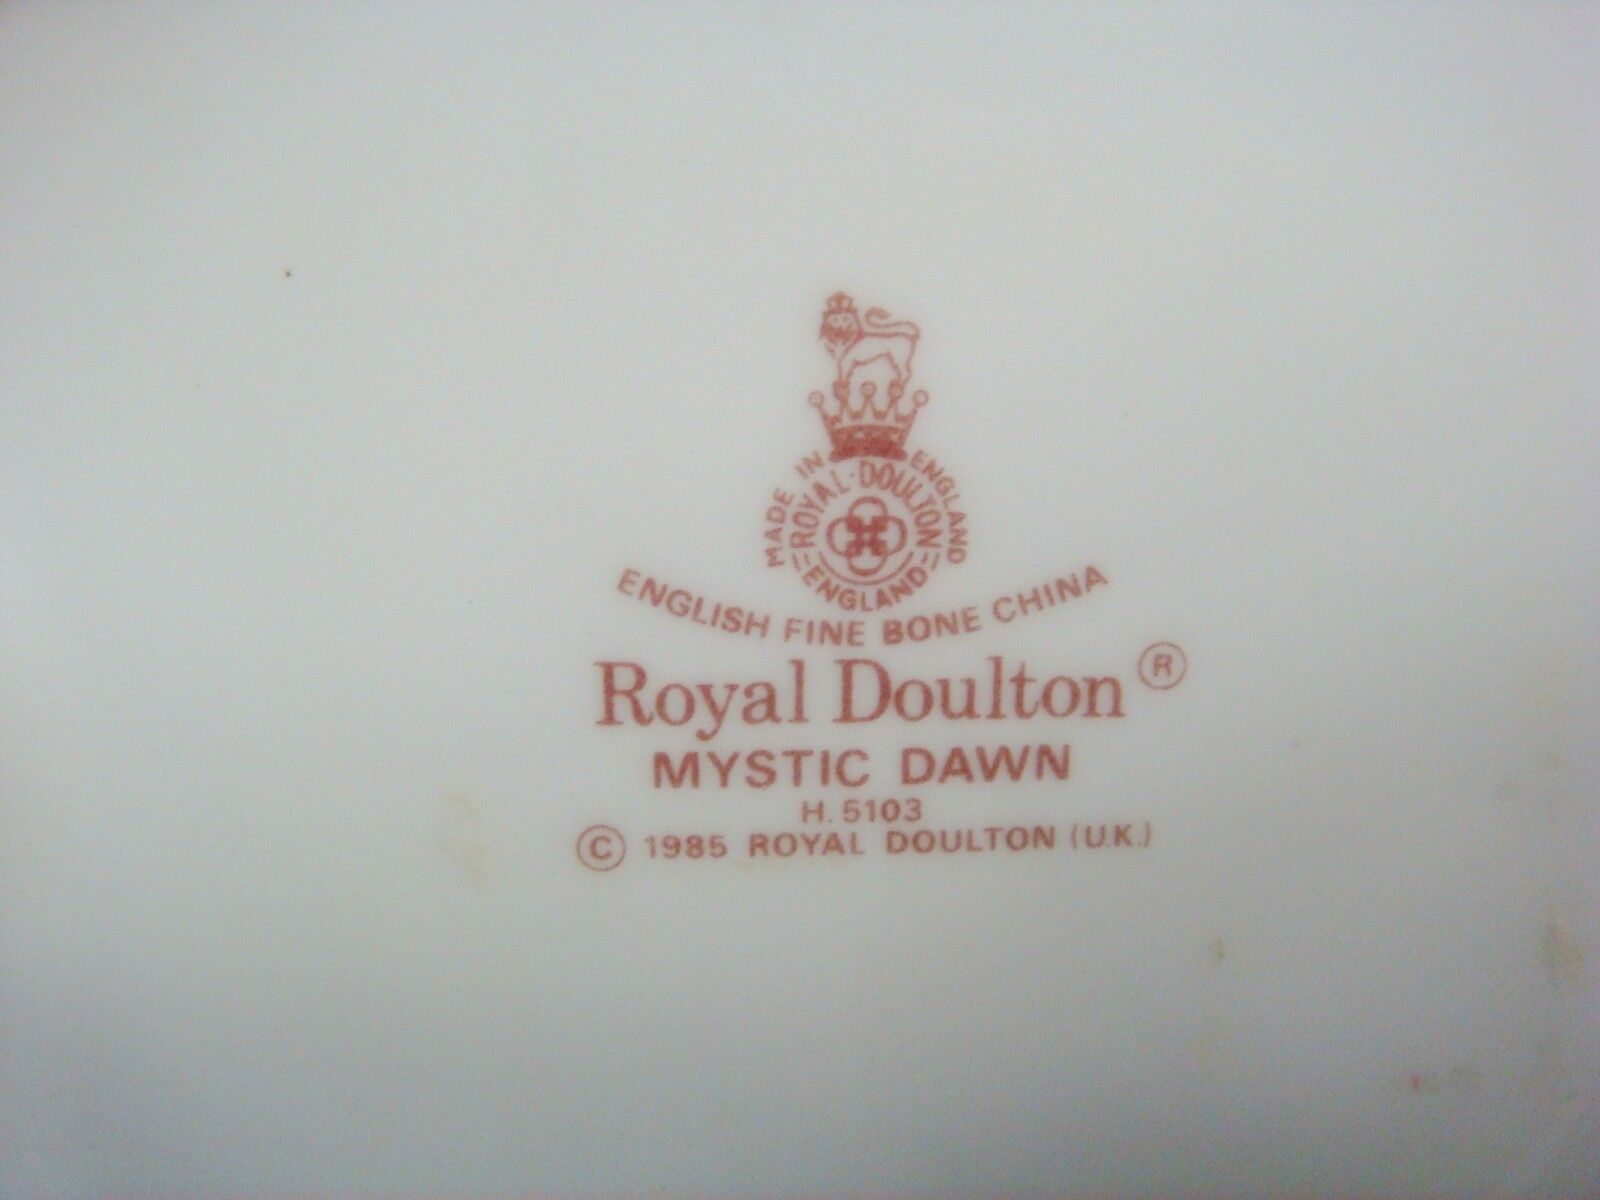 MADE IN ENGLAND
ROYAL·DOULTON
ENGLAND
ENGLISH FINE BONE CHINA
Royal Doulton ®
MYSTIC DAWN
H. 5103
© 1985 ROYAL DOULTON (U.K.)